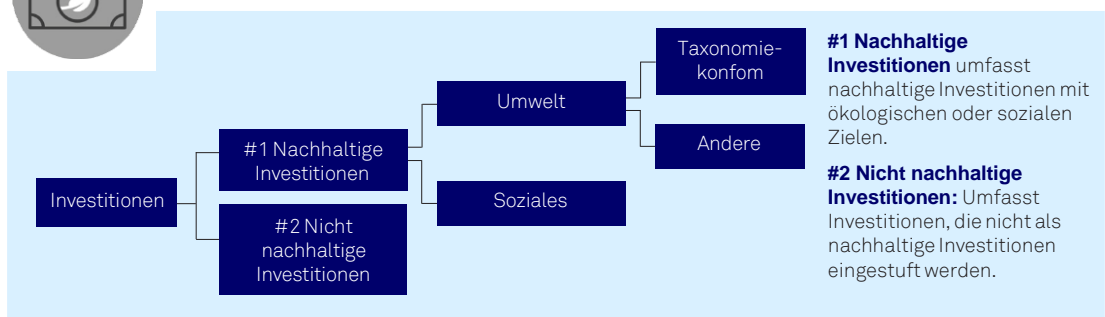 Investitionen
#1 Nachhaltige
Investitionen
#2 Nicht
nachhaltige
Investitionen
Umwelt
Soziales
Taxonomie-
konfom
Andere
#1 Nachhaltige
Investitionen umfasst
nachhaltige Investitionen mit
ökologischen oder sozialen
Zielen.
#2 Nicht nachhaltige
Investitionen: Umfasst
Investitionen, die nicht als
nachhaltige Investitionen
eingestuft werden.